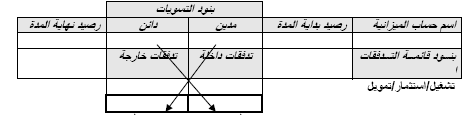 بنود التسويات
اسم حساب الميزانية رصيد بداية المدة مدين دائن رصيد نهاية المدة
بنود قائمة التدفقات تدفقات داخلة تدفقات خارجة
ا
تشغيل/استثمار/تمويل